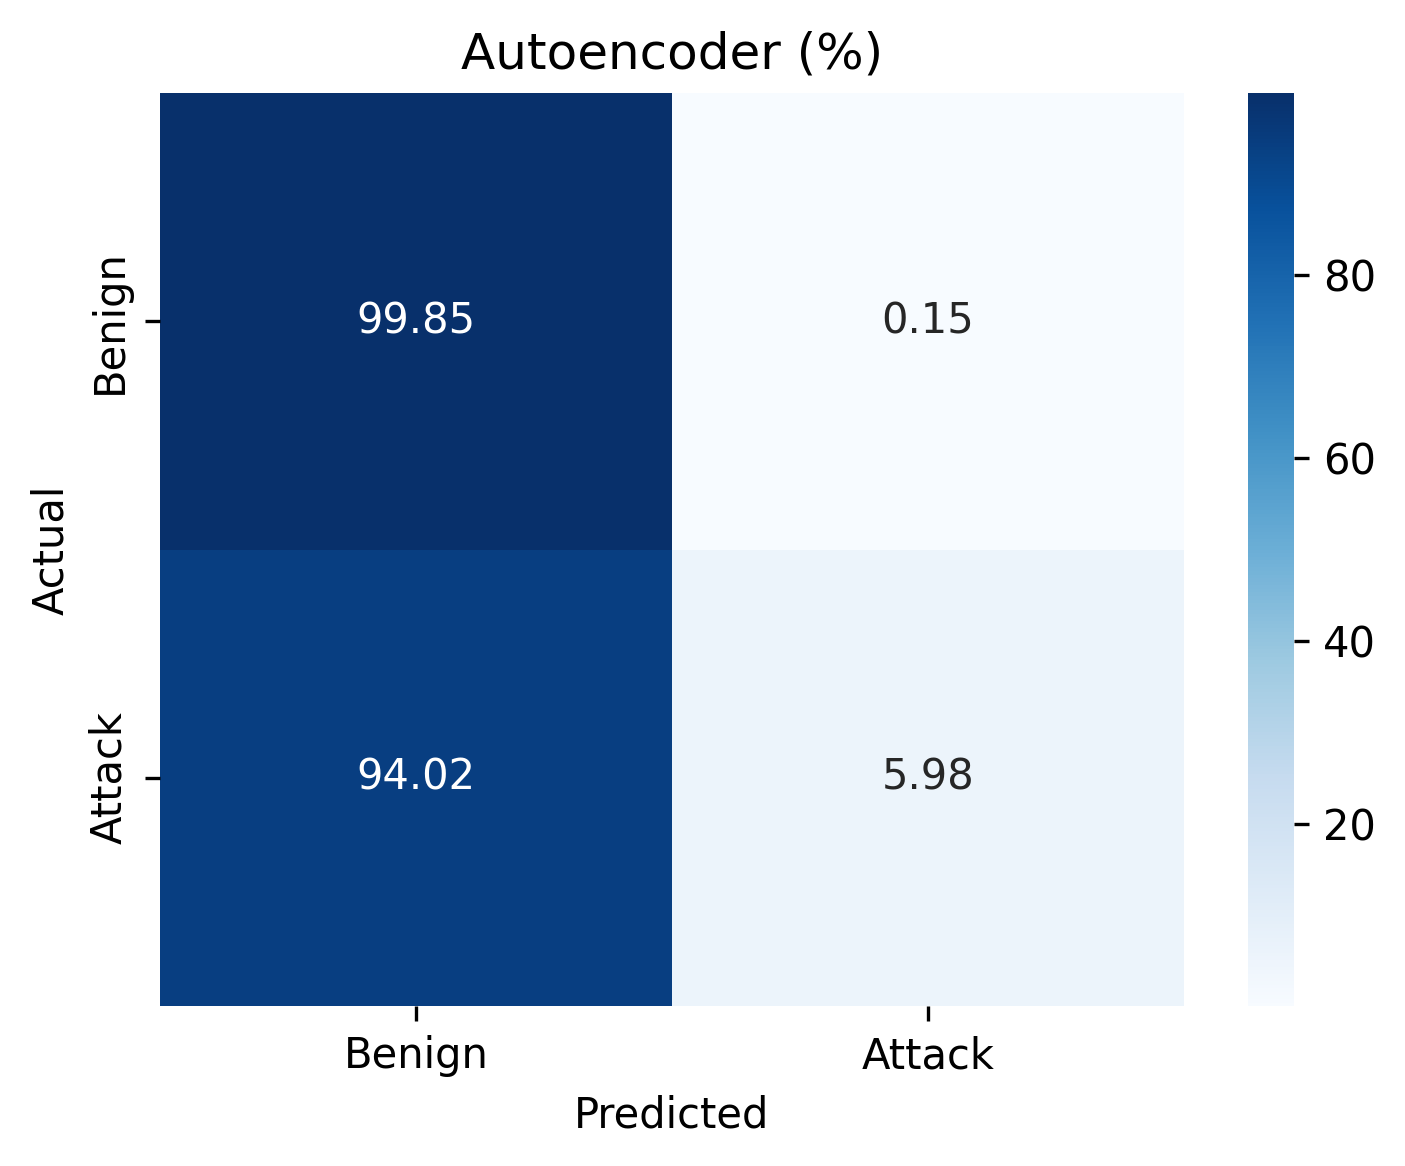 Autoencoder (%)
Actual
Benign
99.85
0.15
Attack
94.02
5.98
Benign
Attack
Predicted
80
60
40
20